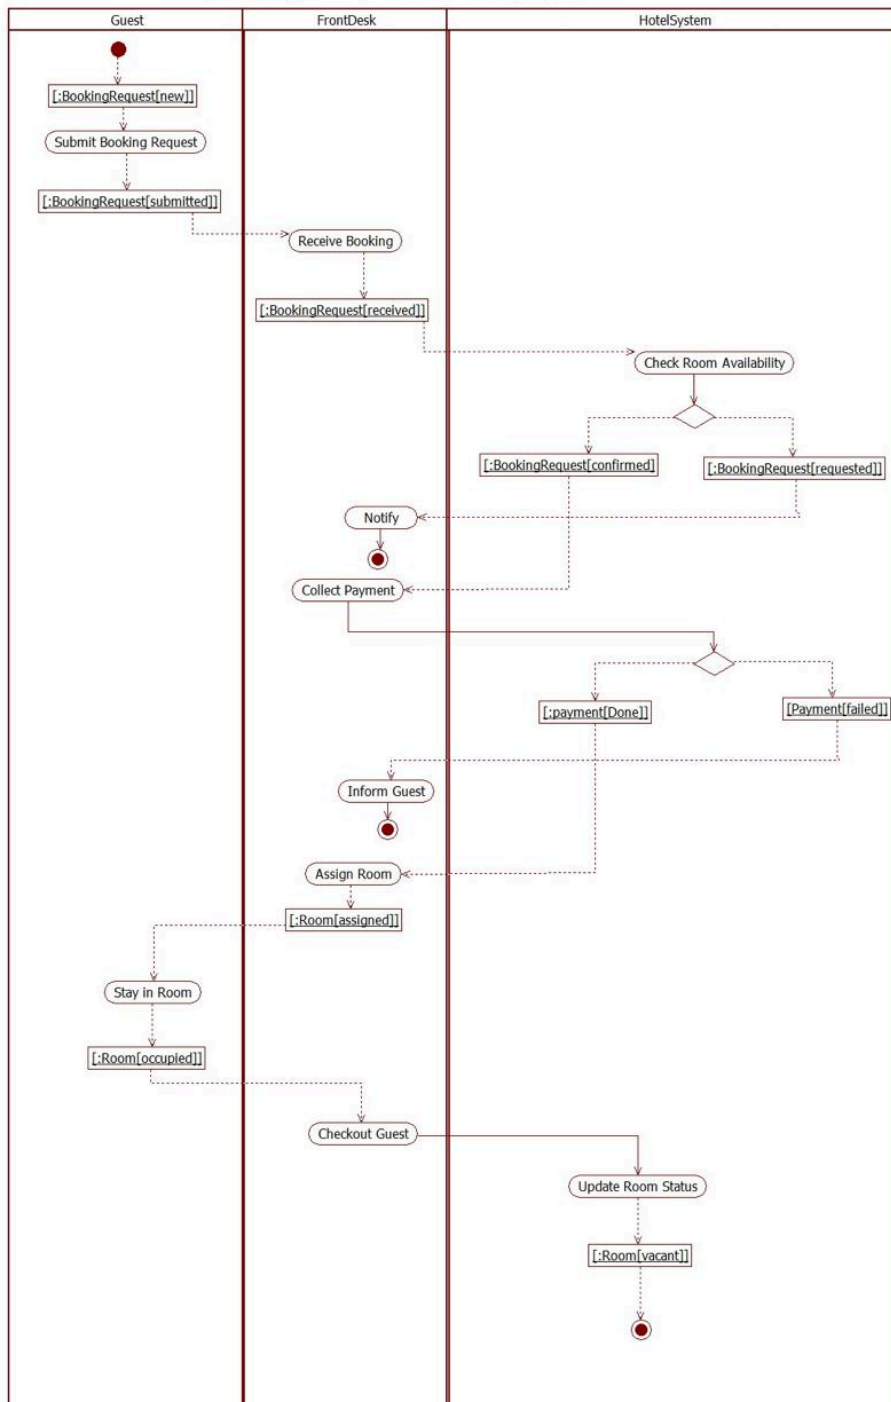 Guest
FrontDesk
HotelSystem
[:BookingRequest[new]]
Submit Booking Request
[:BookingRequest[submitted]]
Receive Booking
[:BookingRequest[received]]
Check Room Availability
[:BookingRequest[confirmed]
[:BookingRequest[requested]]
Notify
Collect Payment
[:payment[Done]]
[Payment[failed]]
Inform Guest
Assign Room
[:Room[assigned]]
Stay in Room
[:Room[occupied]]
Checkout Guest
Update Room Status
[:Room[vacant]]